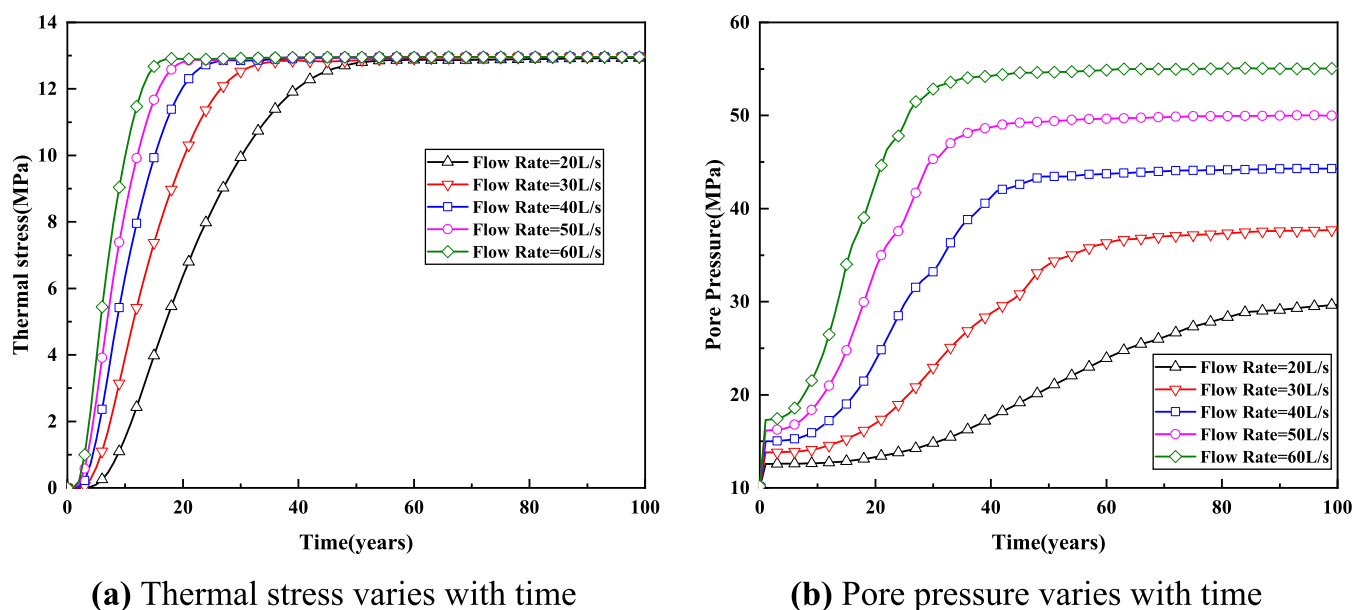 14
12
10
8
6
4
2
0
Thermal stress(MPa)
Flow Rate=20L/s
Flow Rate=30L/s
Flow Rate=40L/s
Flow Rate=50L/s
Flow Rate=60L/s
0 20 40 60 80 100
Time(years)
(a) Thermal stress varies with time
60
50
40
30
20
10
Pore Pressure(MPa)
Flow Rate=20L/s
Flow Rate=30L/s
Flow Rate=40L/s
Flow Rate=50L/s
Flow Rate=60L/s
0 20 40 60 80 100
Time(years)
(b) Pore pressure varies with time